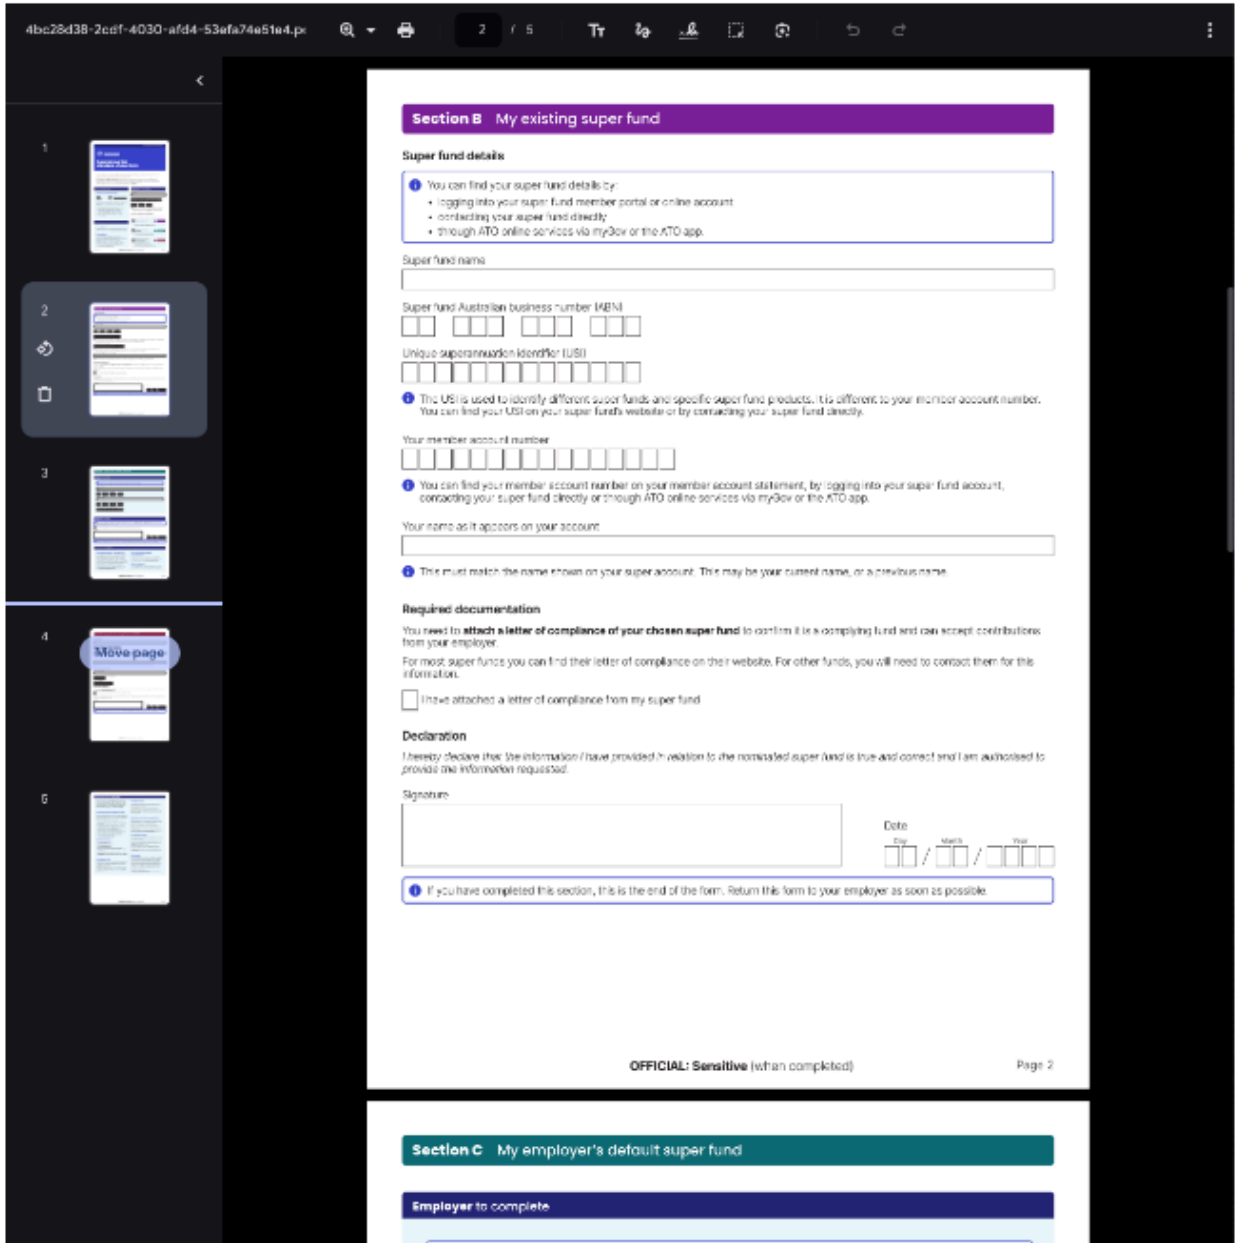 4bc28d38-2cdf-4030-afd4-53efa74e51e4.p
2 / 5
1
2
3
4
Move page
5
Section B My existing super fund
Super fund details
You can find your super fund details by:
• logging into your super fund member portal or online account
• contacting your super fund directly
• through ATO online services via myGov or the ATO app.
Super fund name
Super fund Australian business number (ABN)
Unique superannuation identifier (USI)
The USI is used to identify different super funds and specific super fund products. It is different to your member account number.
You can find your USI on your super fund's website or by contacting your super fund directly.
Your member account number
You can find your member account number on your member account statement, by logging into your super fund account,
contacting your super fund directly or through ATO online services via myGov or the ATO app.
Your name as it appears on your account
This must match the name shown on your super account. This may be your current name, or a previous name.
Required documentation
You need to attach a letter of compliance of your chosen super fund to confirm it is a complying fund and can accept contributions
from your employer.
For most super funds you can find their letter of compliance on their website. For other funds, you will need to contact them for this
information.
I have attached a letter of compliance from my super fund
Declaration
I hereby declare that the information I have provided in relation to the nominated super fund is true and correct and I am authorised to
provide the information requested.
Signature
Date
Day Month Year
/ /
If you have completed this section, this is the end of the form. Return this form to your employer as soon as possible.
OFFICIAL: Sensitive (when completed) Page 2
Section C My employer's default super fund
Employer to complete